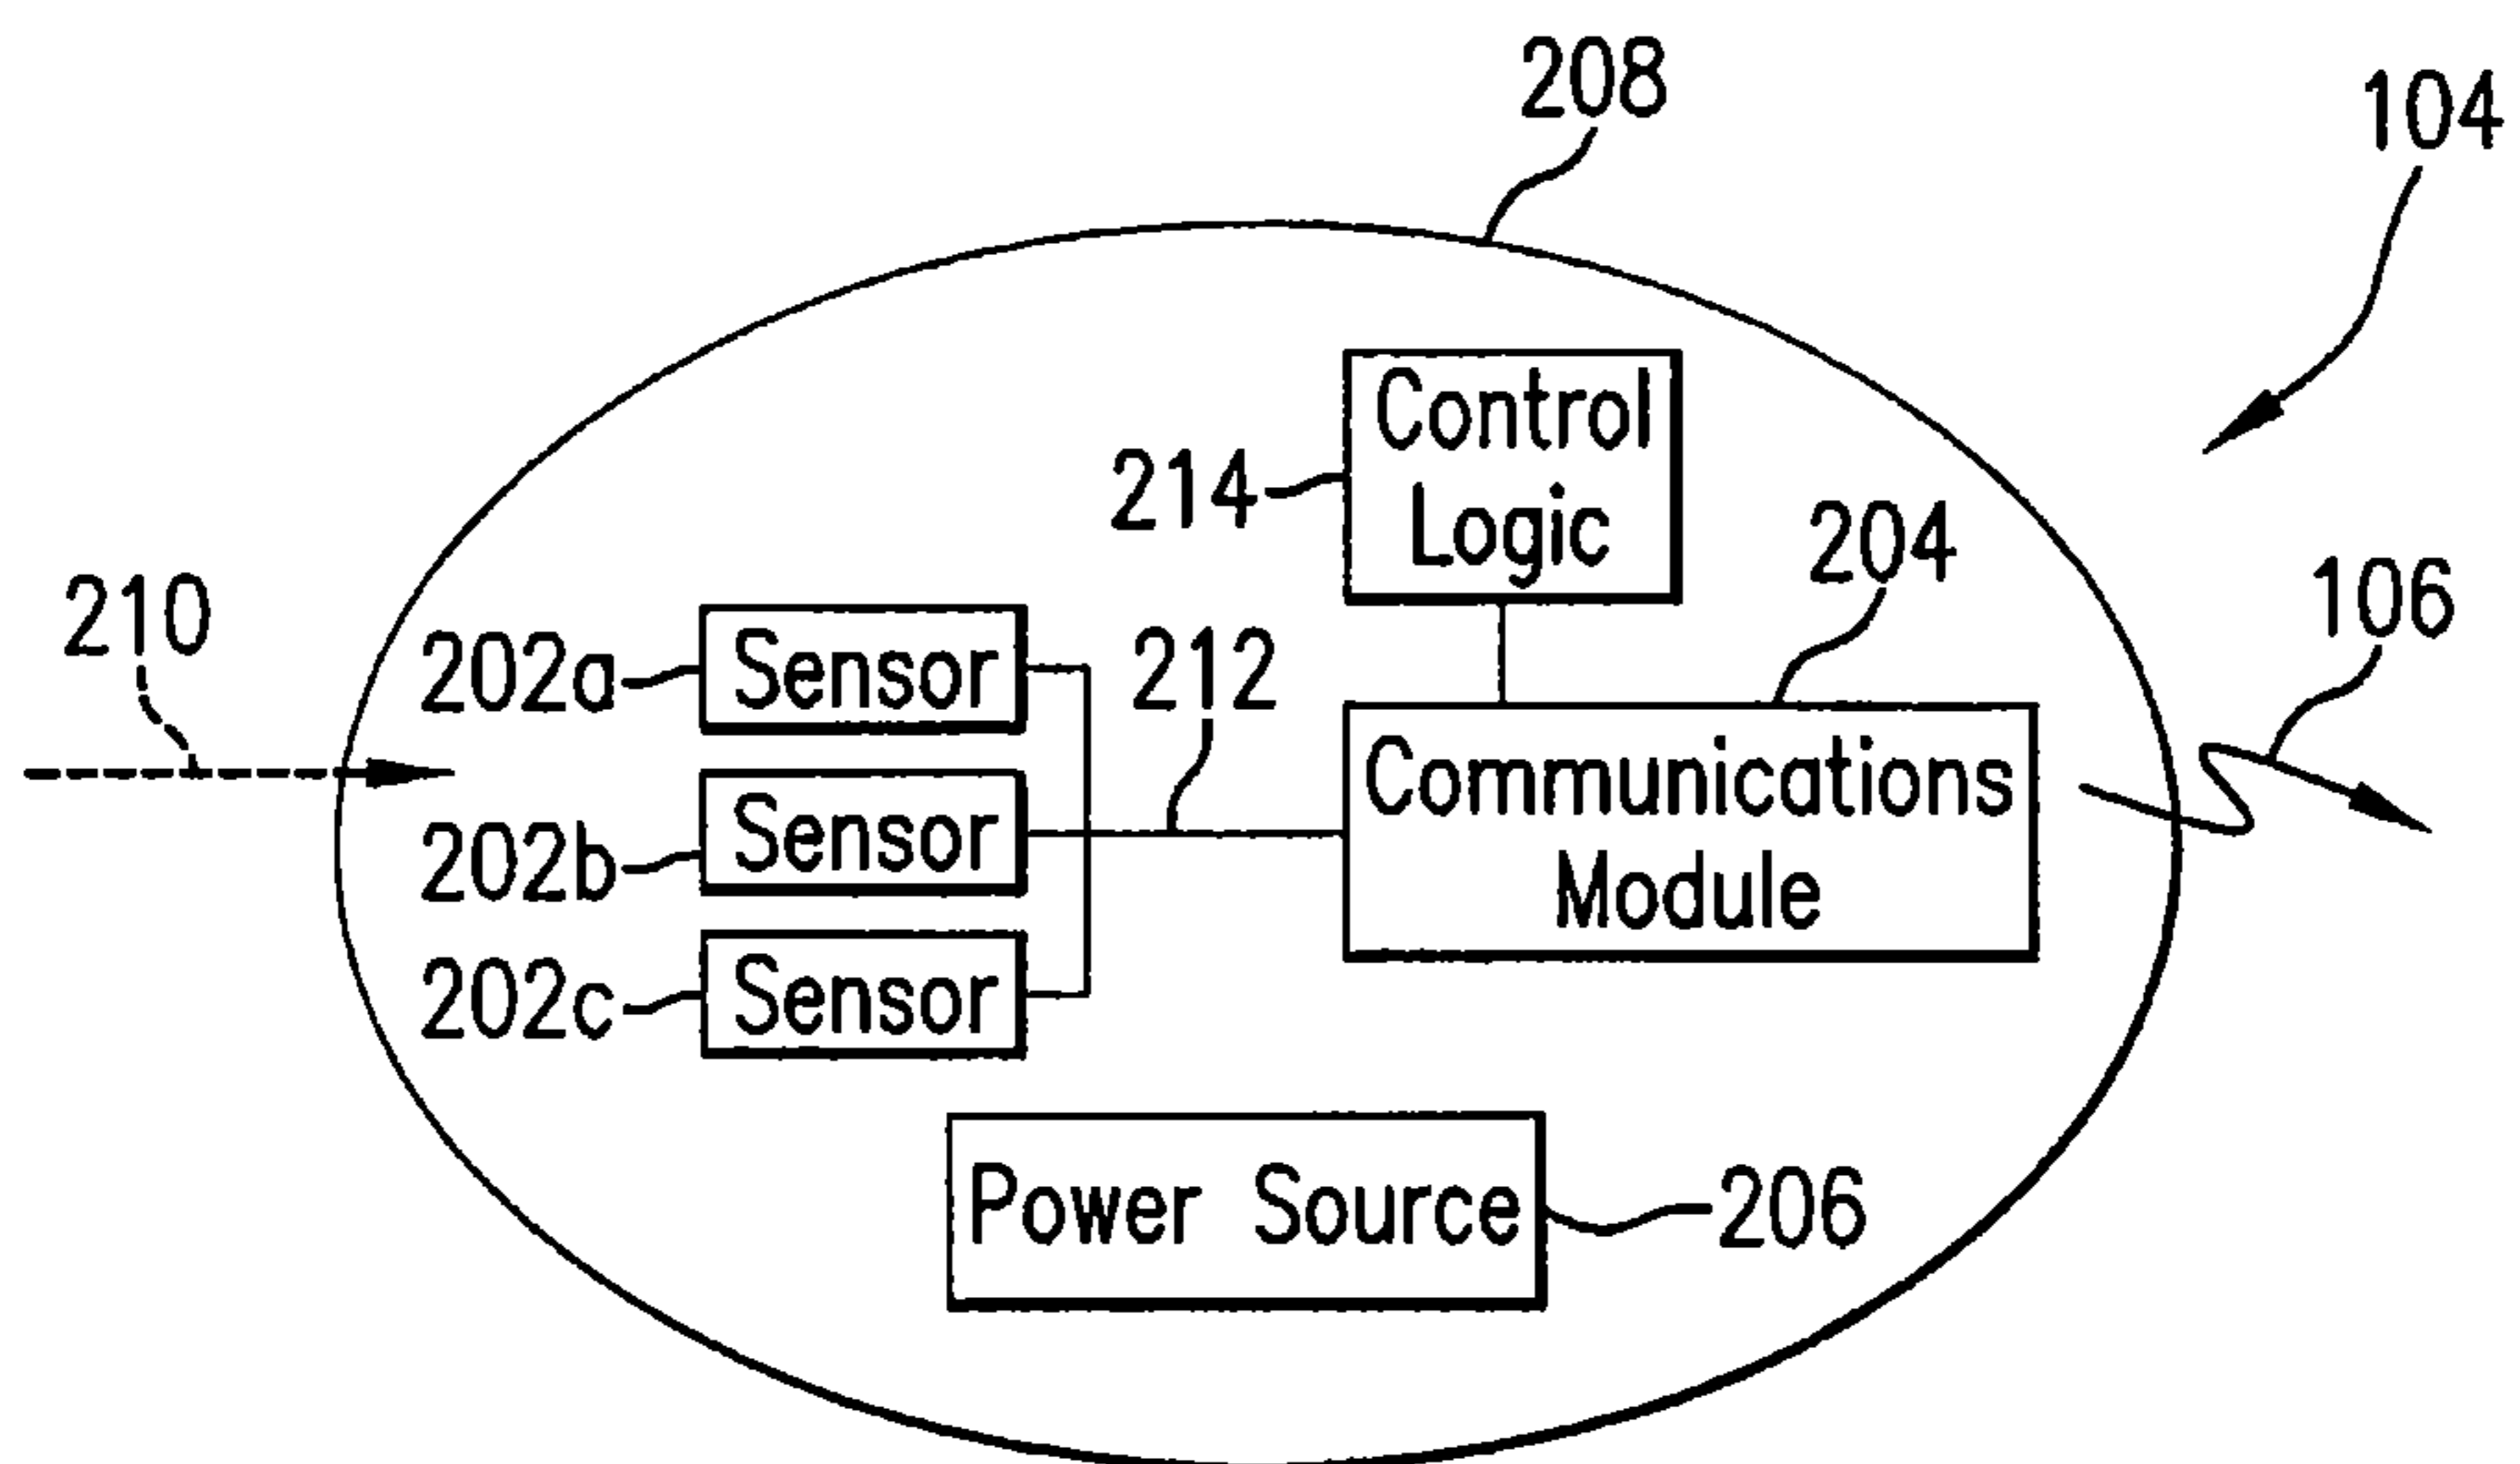 208
104
Control
Logic
214
204
106
210
202a
Sensor
212
202b
Sensor
Communications
Module
202c
Sensor
Power Source
206